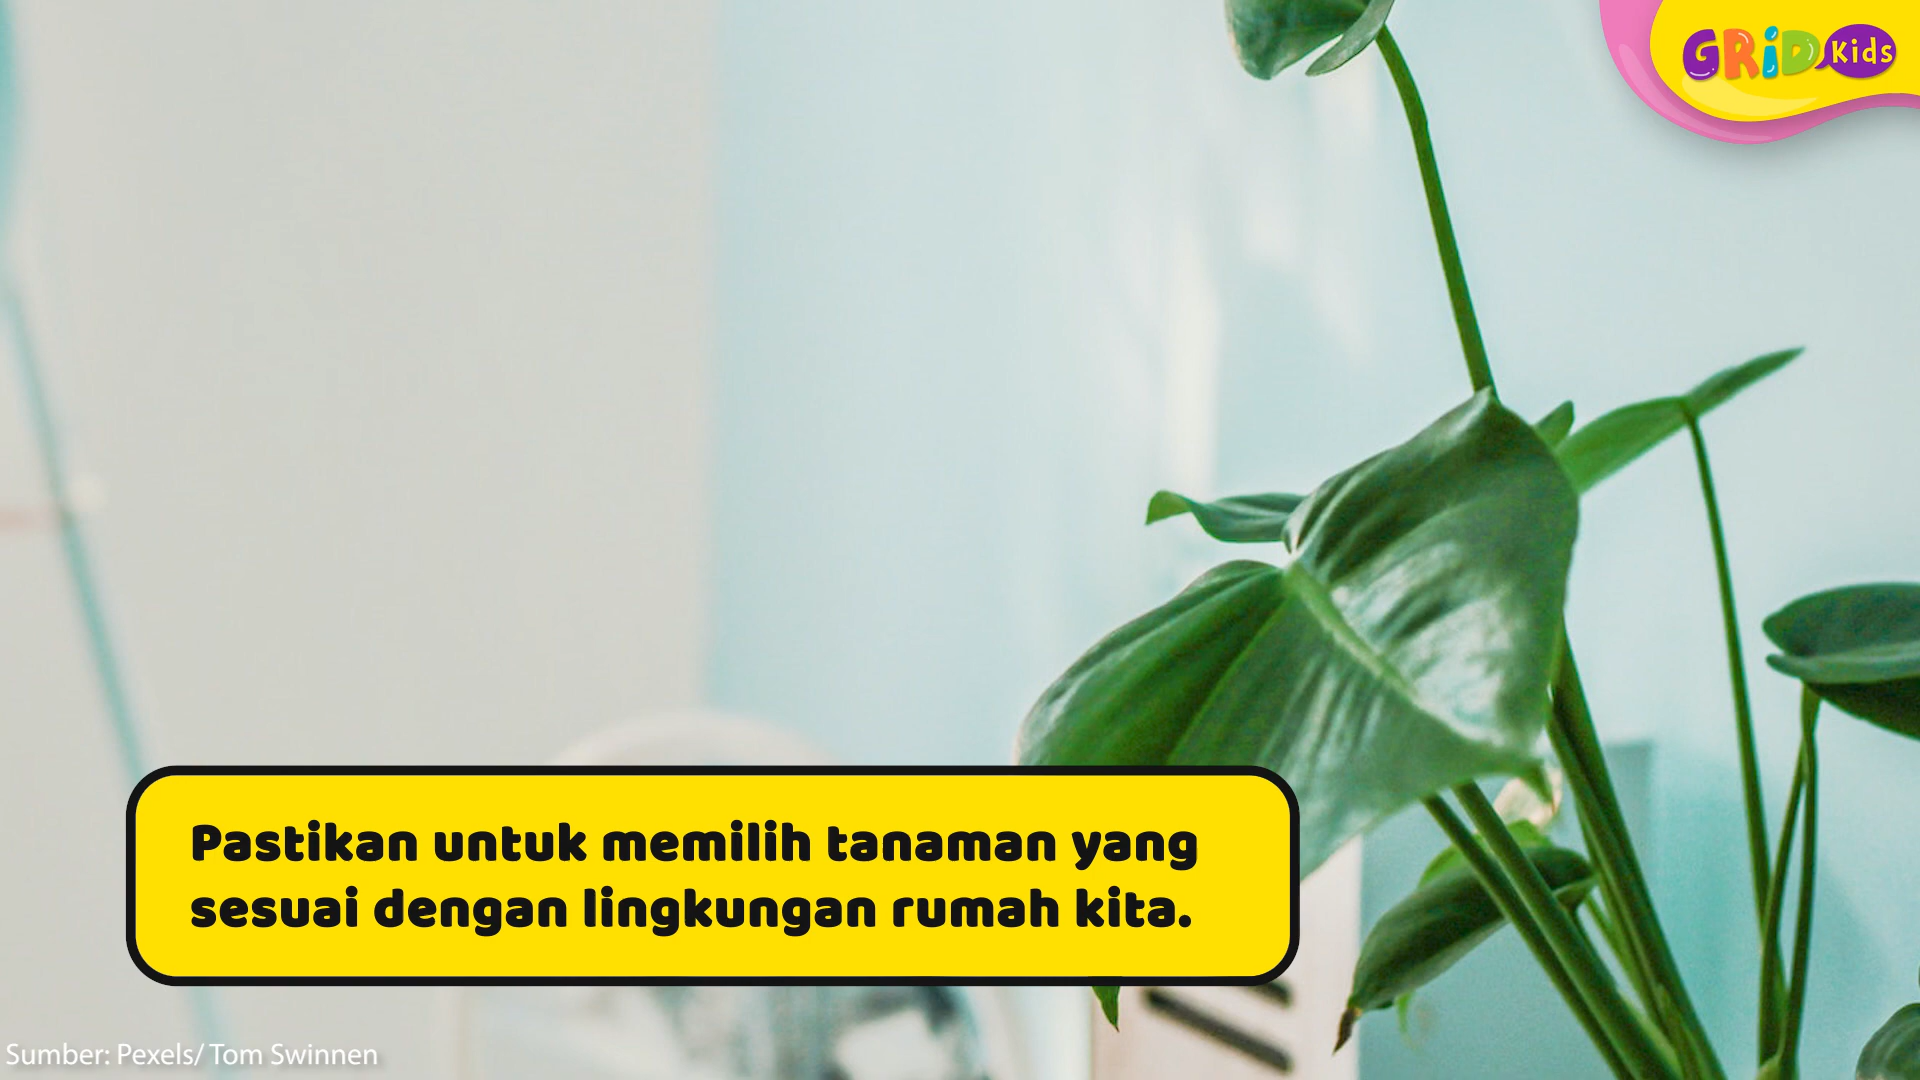 GRiD Kids
Pastikan untuk memilih tanaman yang
sesuai dengan lingkungan rumah kita.
Sumber: Pexels/ Tom Swinnen